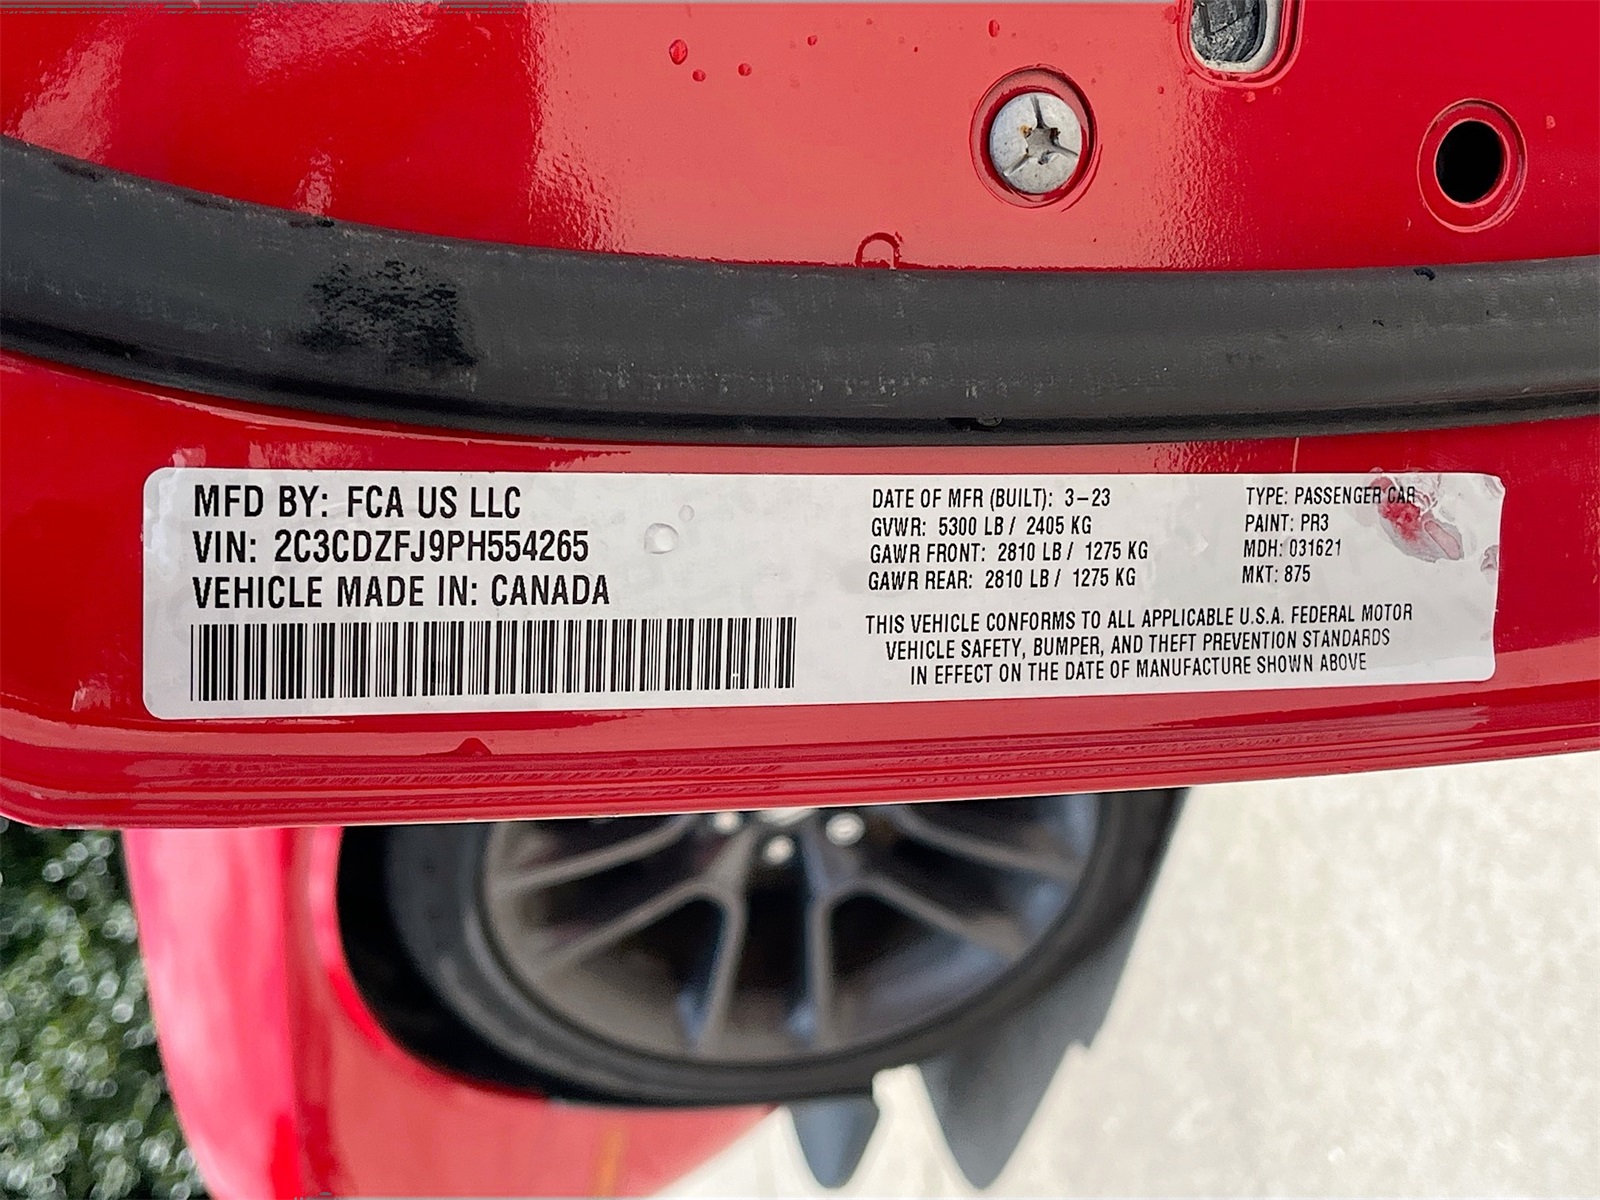 MFD BY: FCA US LLC
VIN: 2C3CDZFJ9PH554265
VEHICLE MADE IN: CANADA
DATE OF MFR (BUILT): 3-23
GVWR: 5300 LB / 2405 KG
GAWR FRONT: 2810 LB / 1275 KG
GAWR REAR: 2810 LB / 1275 KG
TYPE: PASSENGER CAR
PAINT: PR3
MDH: 031621
MKT: 875
THIS VEHICLE CONFORMS TO ALL APPLICABLE U.S.A. FEDERAL MOTOR
VEHICLE SAFETY, BUMPER, AND THEFT PREVENTION STANDARDS
IN EFFECT ON THE DATE OF MANUFACTURE SHOWN ABOVE